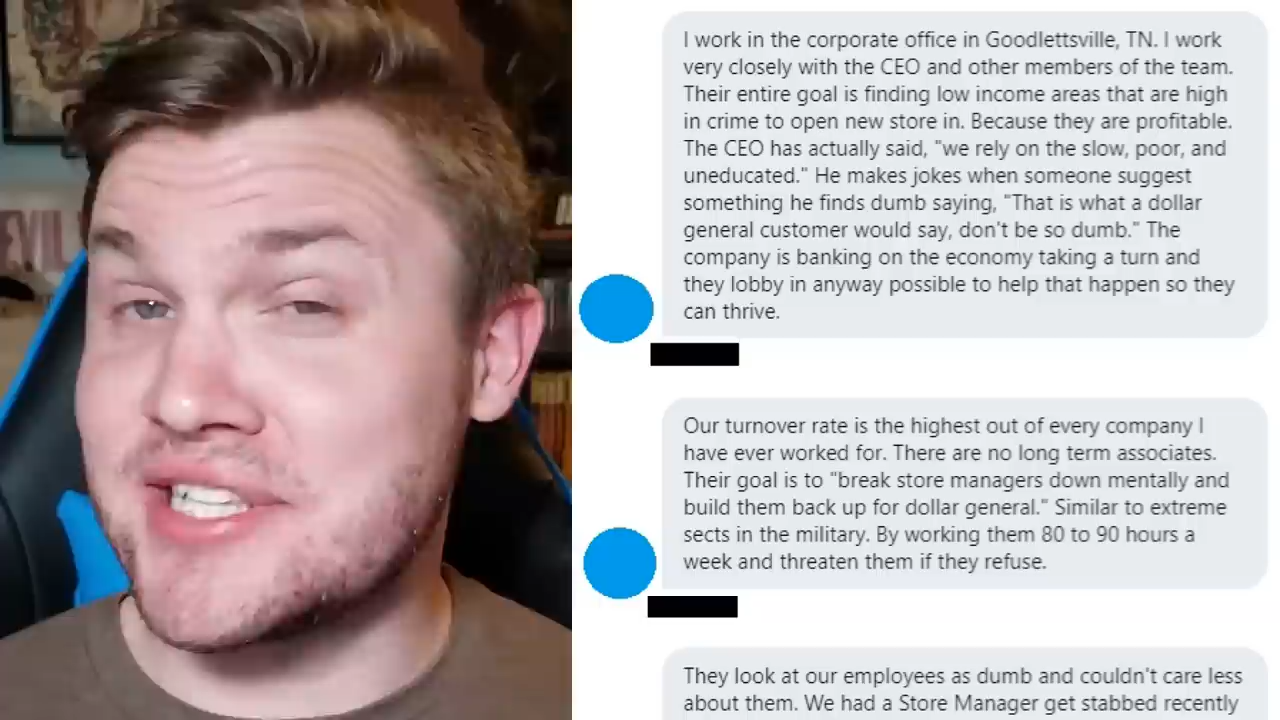 EVIL
I work in the corporate office in Goodlettsville, TN. I work
very closely with the CEO and other members of the team.
Their entire goal is finding low income areas that are high
in crime to open new store in. Because they are profitable.
The CEO has actually said, "we rely on the slow, poor, and
uneducated." He makes jokes when someone suggest
something he finds dumb saying, "That is what a dollar
general customer would say, don't be so dumb." The
company is banking on the economy taking a turn and
they lobby in anyway possible to help that happen so they
can thrive.
Our turnover rate is the highest out of every company I
have ever worked for. There are no long term associates.
Their goal is to "break store managers down mentally and
build them back up for dollar general." Similar to extreme
sects in the military. By working them 80 to 90 hours a
week and threaten them if they refuse.
They look at our employees as dumb and couldn't care less
about them. We had a Store Manager get stabbed recently